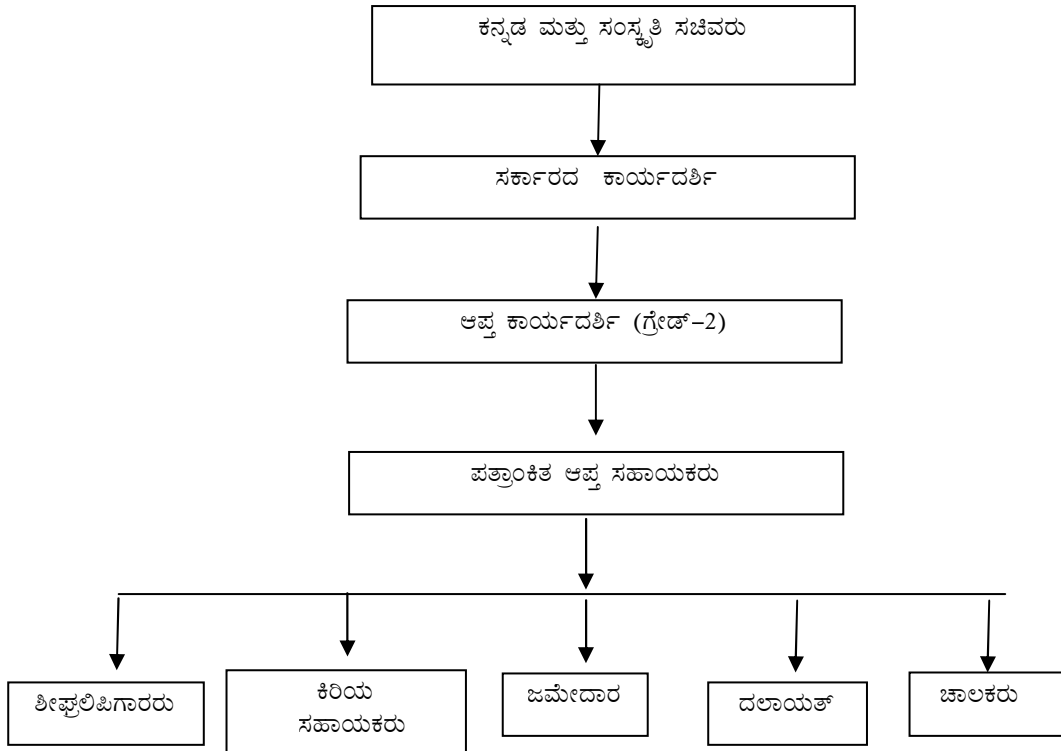 ಕನ್ನಡ ಮತ್ತು ಸಂಸ್ಕೃತಿ ಸಚಿವರು
ಸರ್ಕಾರದ ಕಾರ್ಯದರ್ಶಿ
ಆಪ್ತ ಕಾರ್ಯದರ್ಶಿ (ಗ್ರೇಡ್-2)
ಪತ್ರಾಂಕಿತ ಆಪ್ತ ಸಹಾಯಕರು
ಶೀಘ್ರಲಿಪಿಗಾರರು
ಕಿರಿಯ
ಸಹಾಯಕರು
ಜಮೇದಾರ
ದಲಾಯತ್
ಚಾಲಕರು